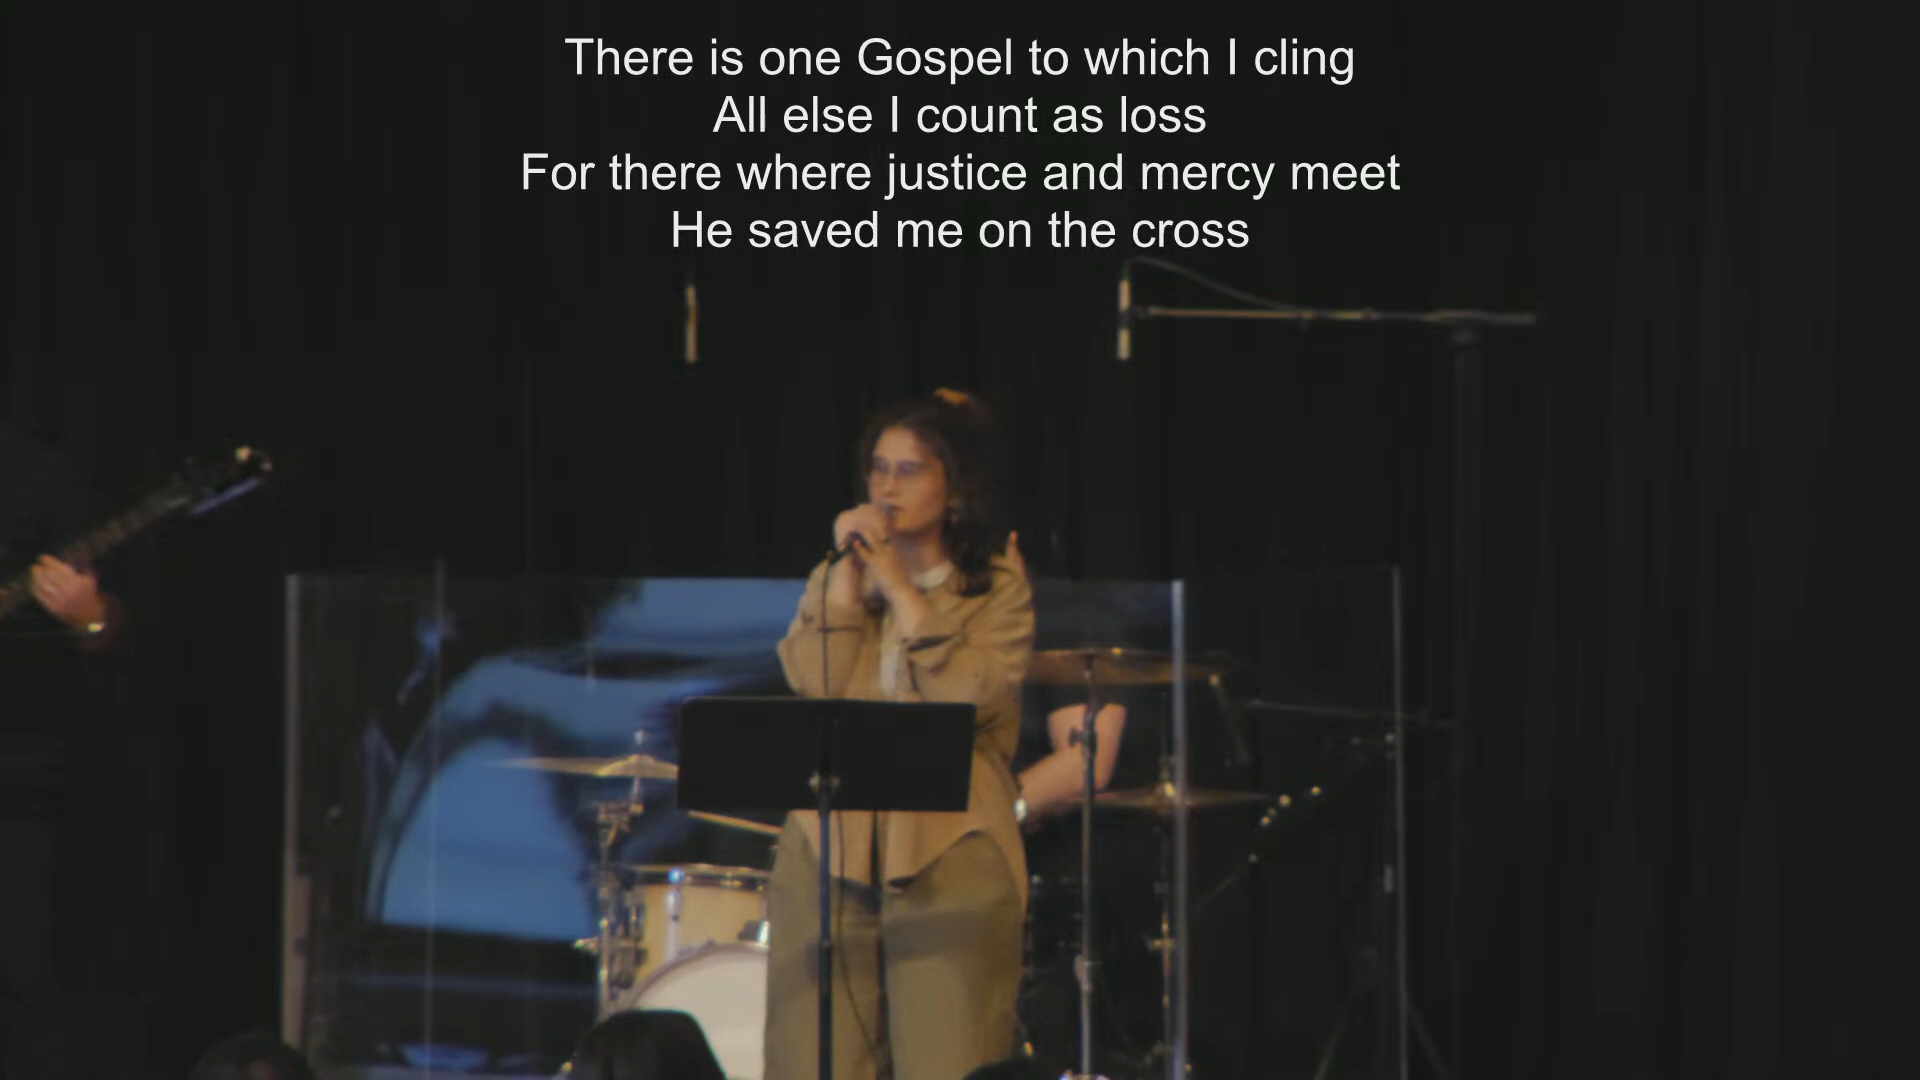 There is one Gospel to which I cling
All else I count as loss
For there where justice and mercy meet
He saved me on the cross